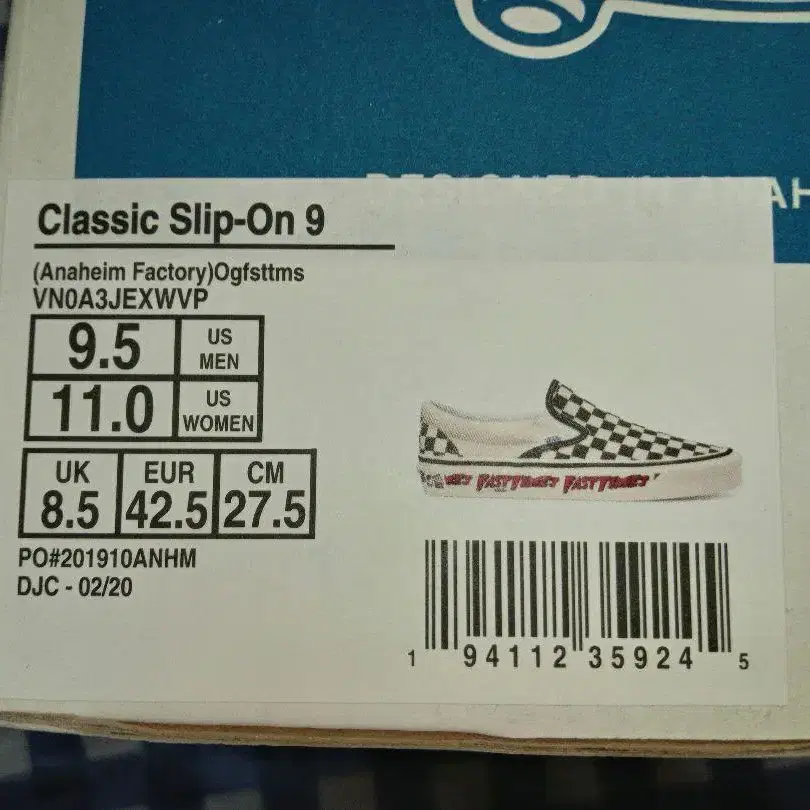 Classic Slip-On 9
(Anaheim Factory)Ogfsttms
VN0A3JEXWVP
9.5 US MEN
11.0 US WOMEN
UK EUR CM
8.5 42.5 27.5
PO#201910ANHM
DJC - 02/20
1 94112 35924 5